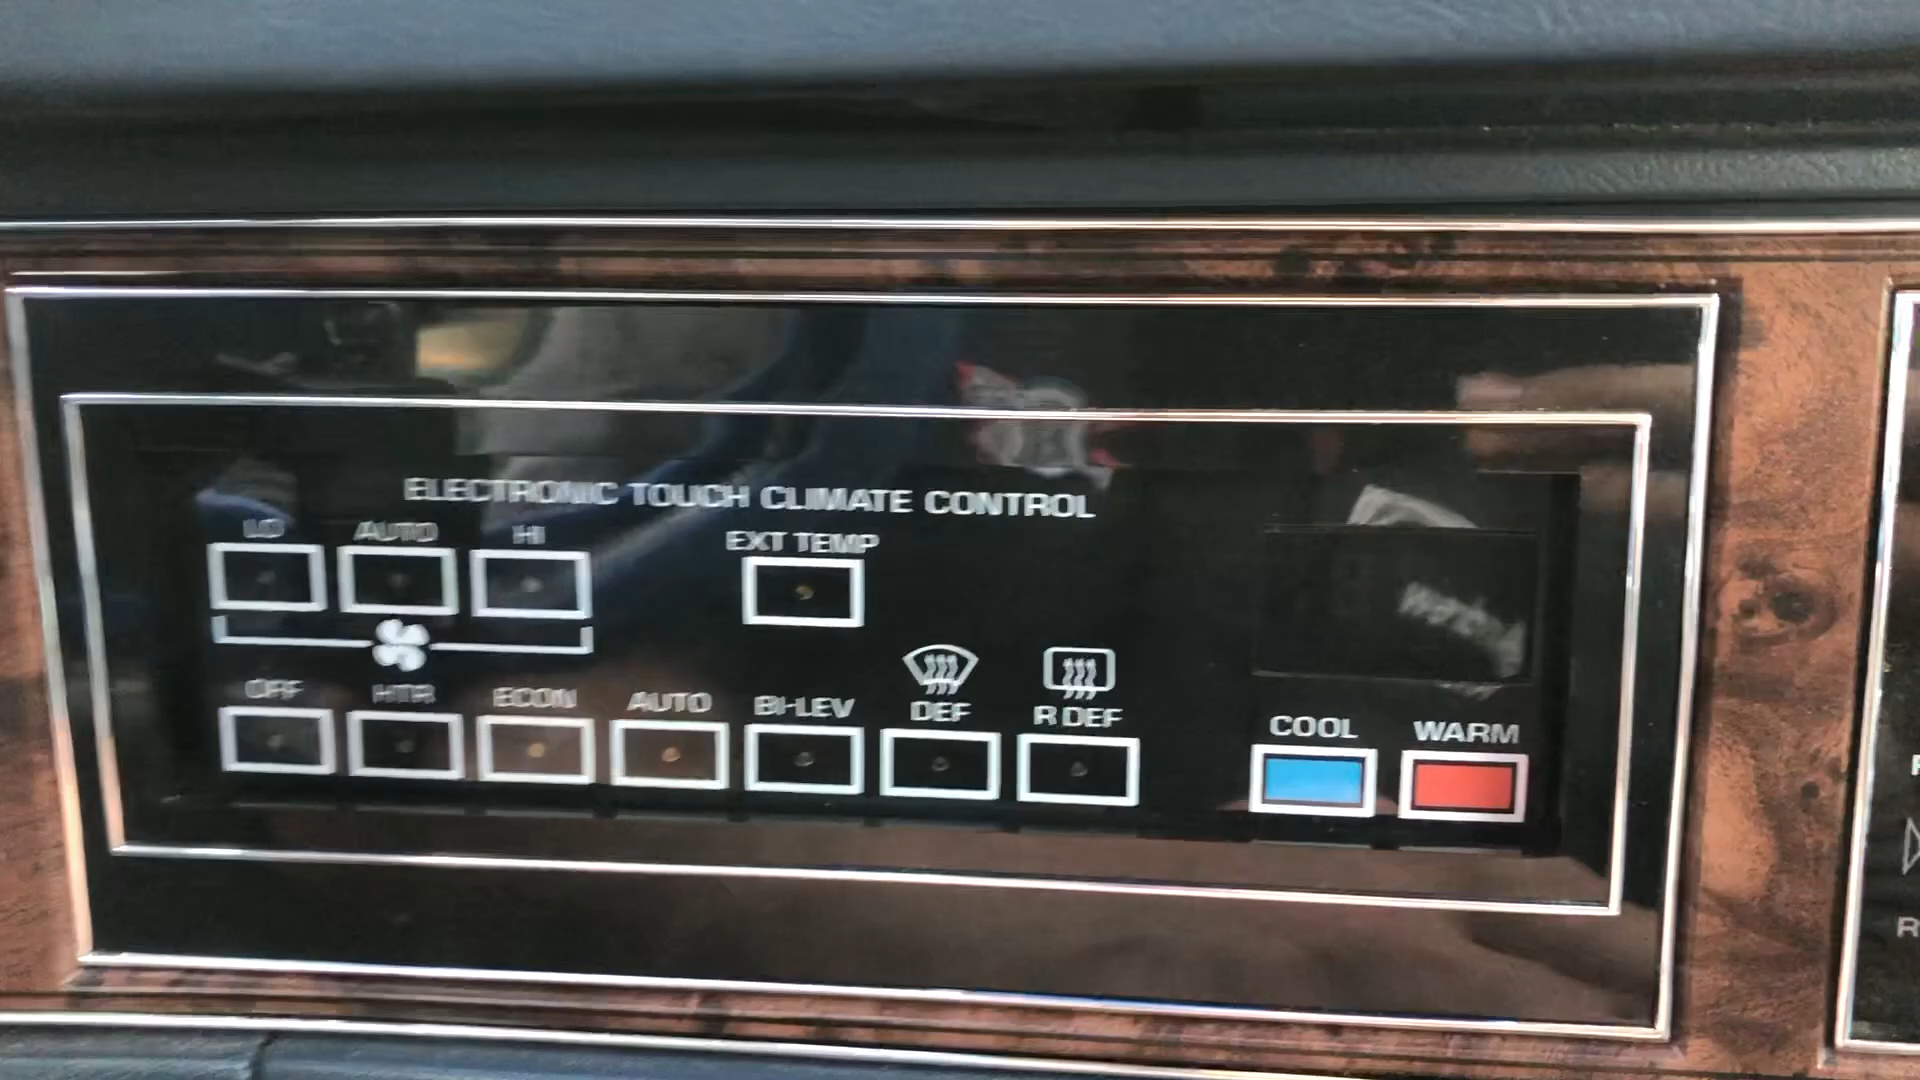 ELECTRONIC TOUCH CLIMATE CONTROL
LO AUTO HI EXT TEMP
OFF HTR ECON AUTO BI-LEV DEF R DEF COOL WARM
R